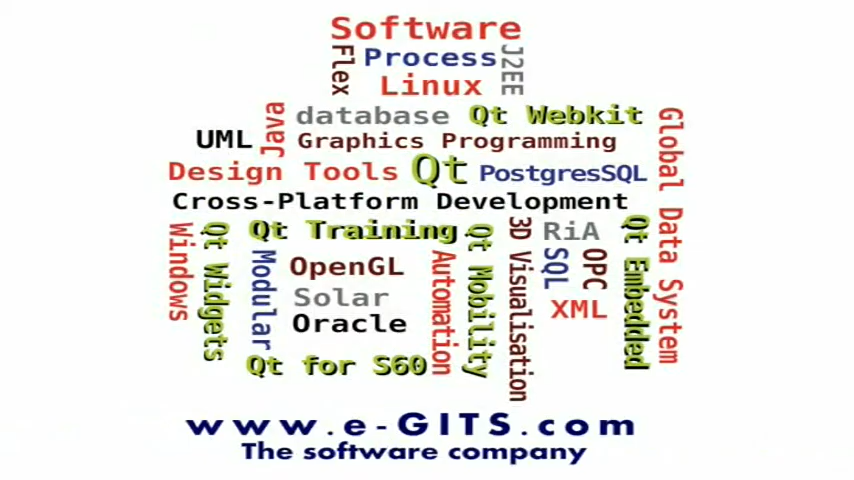 Software
Flex
Process
J2EE
Linux
Java
database
Qt Webkit
Global Data System
UML
Graphics Programming
Design Tools
Qt
PostgresSQL
Cross-Platform Development
Windows
Qt Widgets
Qt Training
Qt Mobility
3D Visualisation
RiA
Qt Embedded
Modular
OpenGL
Automation
SQL
OPC
Solar
XML
Oracle
Qt for S60
www.e-GITS.com
The software company